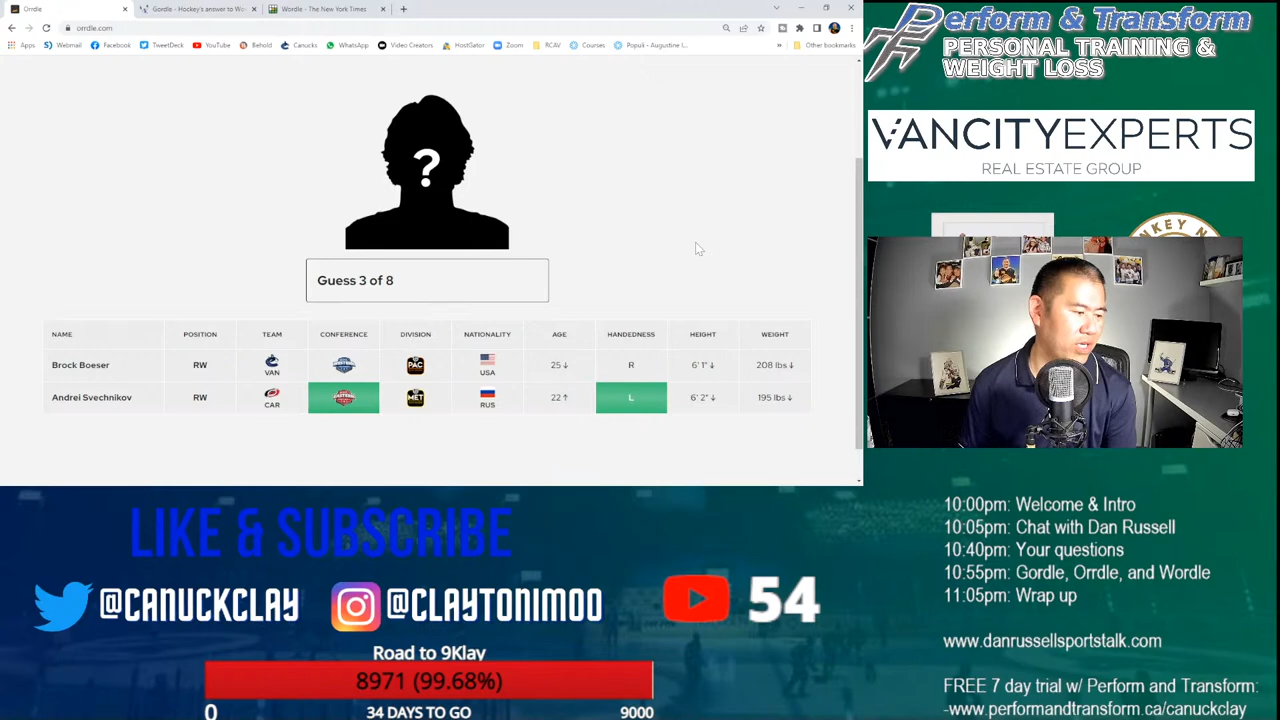 Orrdle
Gordle - Hockey's answer to Wo
Wordle - The New York Times
orrdle.com
Apps
Webmail
Facebook
TweetDeck
YouTube
Behold
Canucks
WhatsApp
Video Creators
HostGator
Zoom
RCAV
Courses
Populi - Augustine I...
Other bookmarks
?
Guess 3 of 8
NAME POSITION TEAM CONFERENCE DIVISION NATIONALITY AGE HANDEDNESS HEIGHT WEIGHT
Brock Boeser RW VAN PAC USA 25↓ R 6' 1"↓ 208 lbs↓
Andrei Svechnikov RW CAR MET RUS 22↑ L 6' 2"↓ 195 lbs↓
Perform & Transform
PERSONAL TRAINING &
WEIGHT LOSS
VANCITYEXPERTS
REAL ESTATE GROUP
LIKE & SUBSCRIBE
@CANUCKCLAY
@CLAYTONIMOO
54
Road to 9Klay
8971 (99.68%)
0 34 DAYS TO GO 9000
10:00pm: Welcome & Intro
10:05pm: Chat with Dan Russell
10:40pm: Your questions
10:55pm: Gordle, Orrdle, and Wordle
11:05pm: Wrap up
www.danrussellsportstalk.com
FREE 7 day trial w/ Perform and Transform:
-www.performandtransform.ca/canuckclay